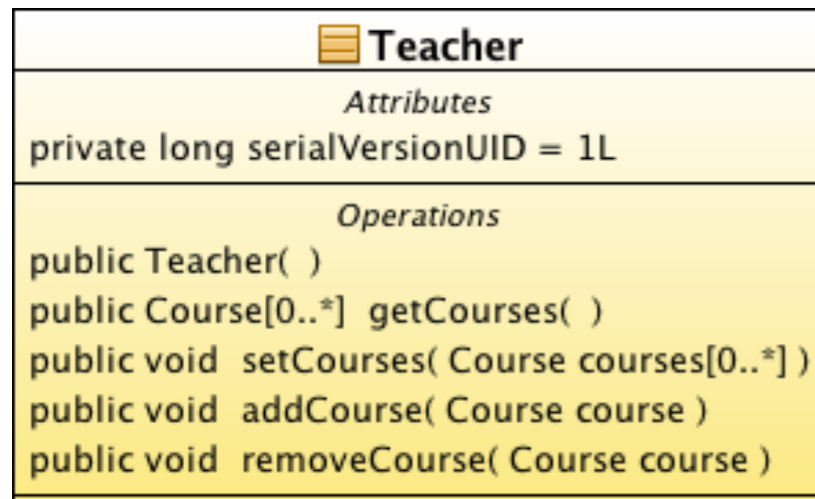 Teacher
Attributes
private long serialVersionUID = 1L
Operations
public Teacher( )
public Course[0..*]  getCourses( )
public void  setCourses( Course courses[0..*] )
public void  addCourse( Course course )
public void  removeCourse( Course course )